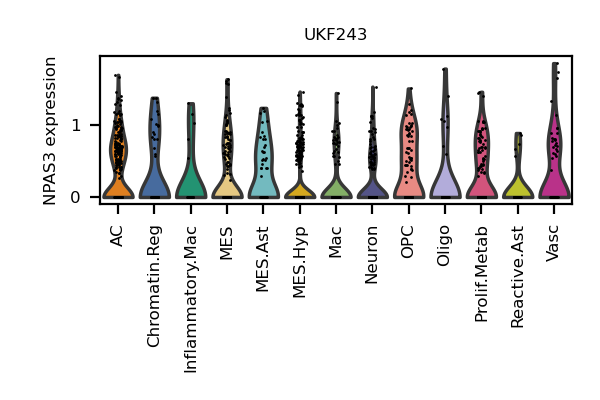 UKF243
NPAS3 expression
1
0
AC
Chromatin.Reg
Inflammatory.Mac
MES
MES.Ast
MES.Hyp
Mac
Neuron
OPC
Oligo
Prolif.Metab
Reactive.Ast
Vasc